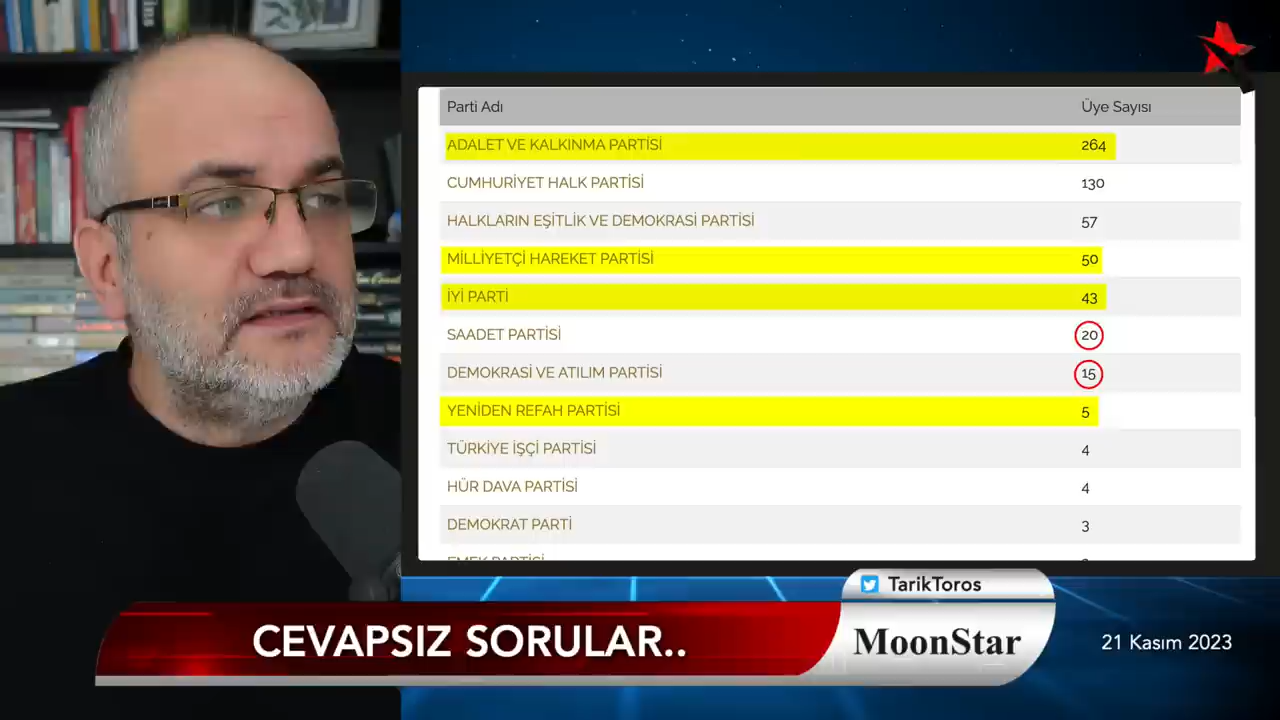 Parti Adı Üye Sayısı
ADALET VE KALKINMA PARTİSİ 264
CUMHURİYET HALK PARTİSİ 130
HALKLARIN EŞİTLİK VE DEMOKRASİ PARTİSİ 57
MİLLİYETÇİ HAREKET PARTİSİ 50
İYİ PARTİ 43
SAADET PARTİSİ 20
DEMOKRASİ VE ATILIM PARTİSİ 15
YENİDEN REFAH PARTİSİ 5
TÜRKİYE İŞÇİ PARTİSİ 4
HÜR DAVA PARTİSİ 4
DEMOKRAT PARTİ 3
EMEK PARTİSİ
TarikToros
CEVAPSIZ SORULAR..
MoonStar
21 Kasım 2023